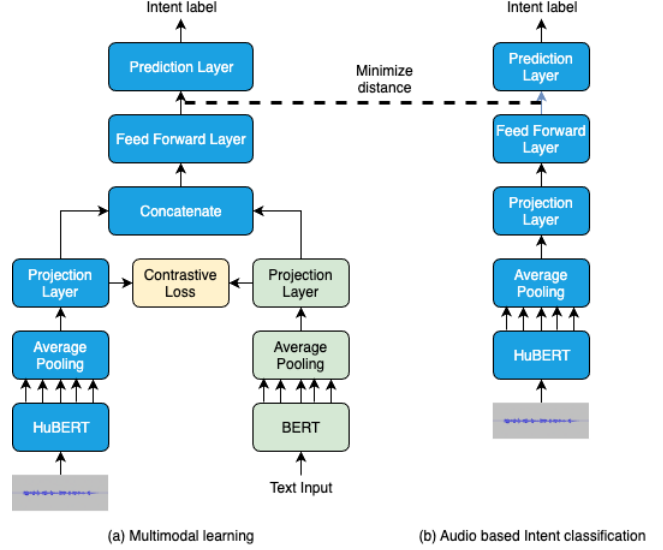 Intent label
Prediction Layer
Feed Forward Layer
Concatenate
Projection
Layer
Contrastive
Loss
Projection
Layer
Average
Pooling
Average
Pooling
HuBERT
BERT
Text Input
(a) Multimodal learning
Minimize
distance
Intent label
Prediction
Layer
Feed Forward
Layer
Projection
Layer
Average
Pooling
HuBERT
(b) Audio based Intent classification